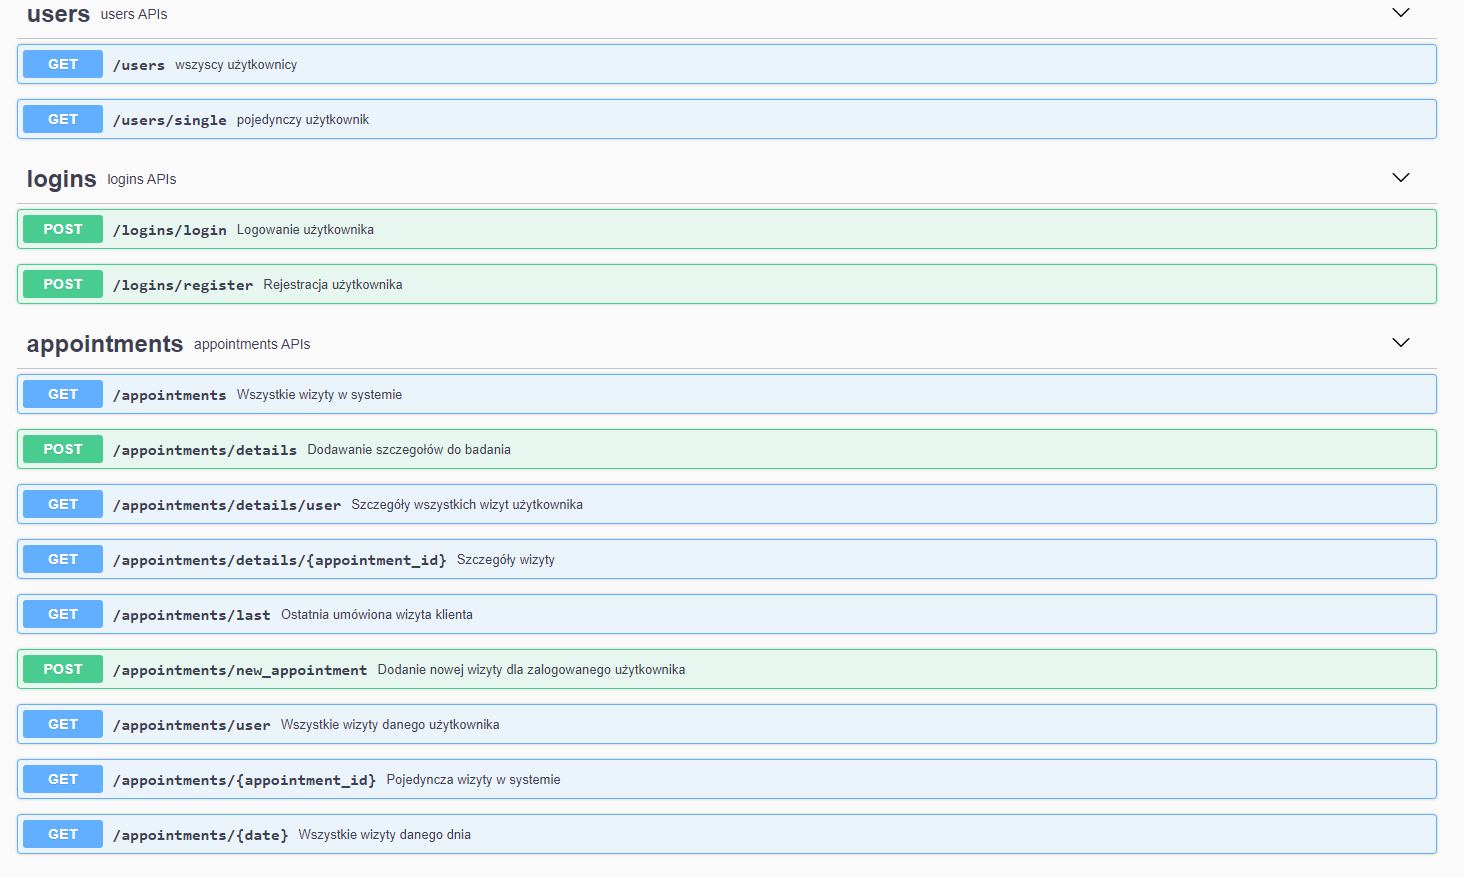 users users APIs
GET /users wszyscy użytkownicy
GET /users/single pojedynczy użytkownik
logins logins APIs
POST /logins/login Logowanie użytkownika
POST /logins/register Rejestracja użytkownika
appointments appointments APIs
GET /appointments Wszystkie wizyty w systemie
POST /appointments/details Dodawanie szczegołów do badania
GET /appointments/details/user Szczegóły wszystkich wizyt użytkownika
GET /appointments/details/{appointment_id} Szczegóły wizyty
GET /appointments/last Ostatnia umówiona wizyta klienta
POST /appointments/new_appointment Dodanie nowej wizyty dla zalogowanego użytkownika
GET /appointments/user Wszystkie wizyty danego użytkownika
GET /appointments/{appointment_id} Pojedyncza wizyty w systemie
GET /appointments/{date} Wszystkie wizyty danego dnia